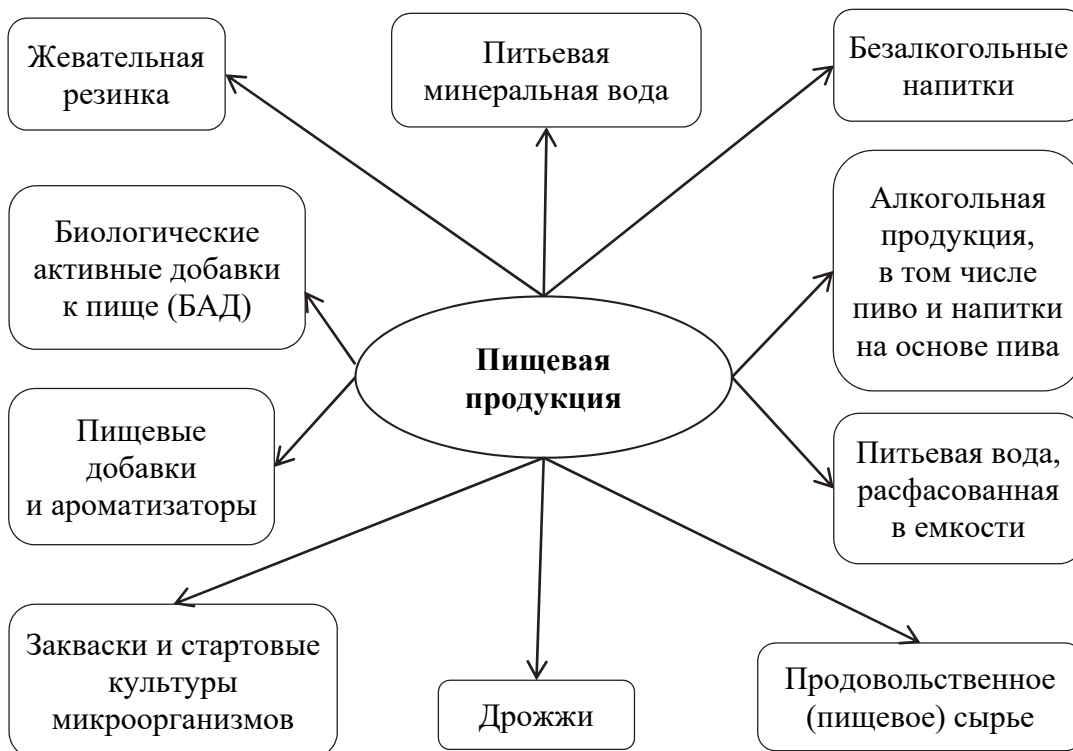 Жевательная
резинка
Питьевая
минеральная вода
Безалкогольные
напитки
Биологические
активные добавки
к пище (БАД)
Алкогольная
продукция,
в том числе
пиво и напитки
на основе пива
Пищевая
продукция
Пищевые
добавки
и ароматизаторы
Питьевая вода,
расфасованная
в емкости
Закваски и стартовые
культуры
микроорганизмов
Дрожжи
Продовольственное
(пищевое) сырье